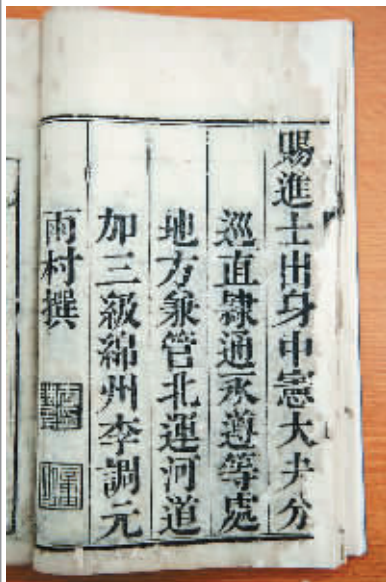 賜進士出身中憲大夫分
巡直隸通永遵等處
地方兼管北運河道
加三級綿州李調元
雨村撰